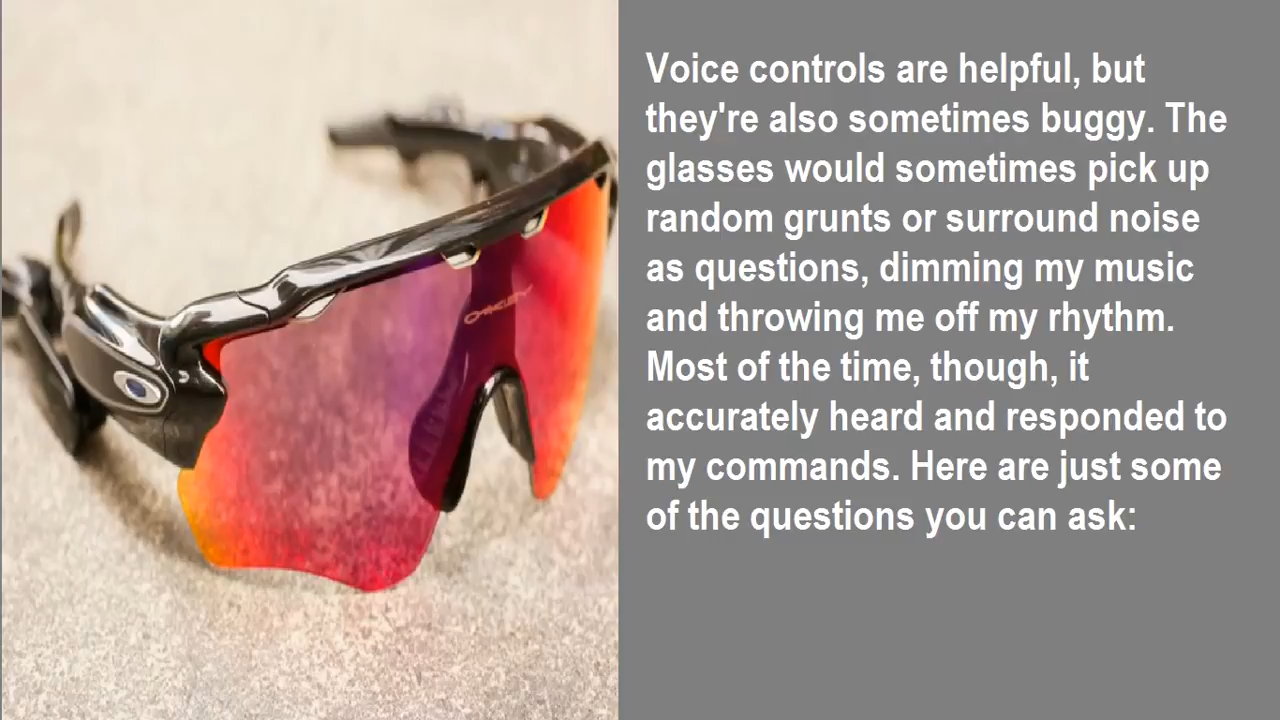 OAKLEY
Voice controls are helpful, but
they're also sometimes buggy. The
glasses would sometimes pick up
random grunts or surround noise
as questions, dimming my music
and throwing me off my rhythm.
Most of the time, though, it
accurately heard and responded to
my commands. Here are just some
of the questions you can ask: